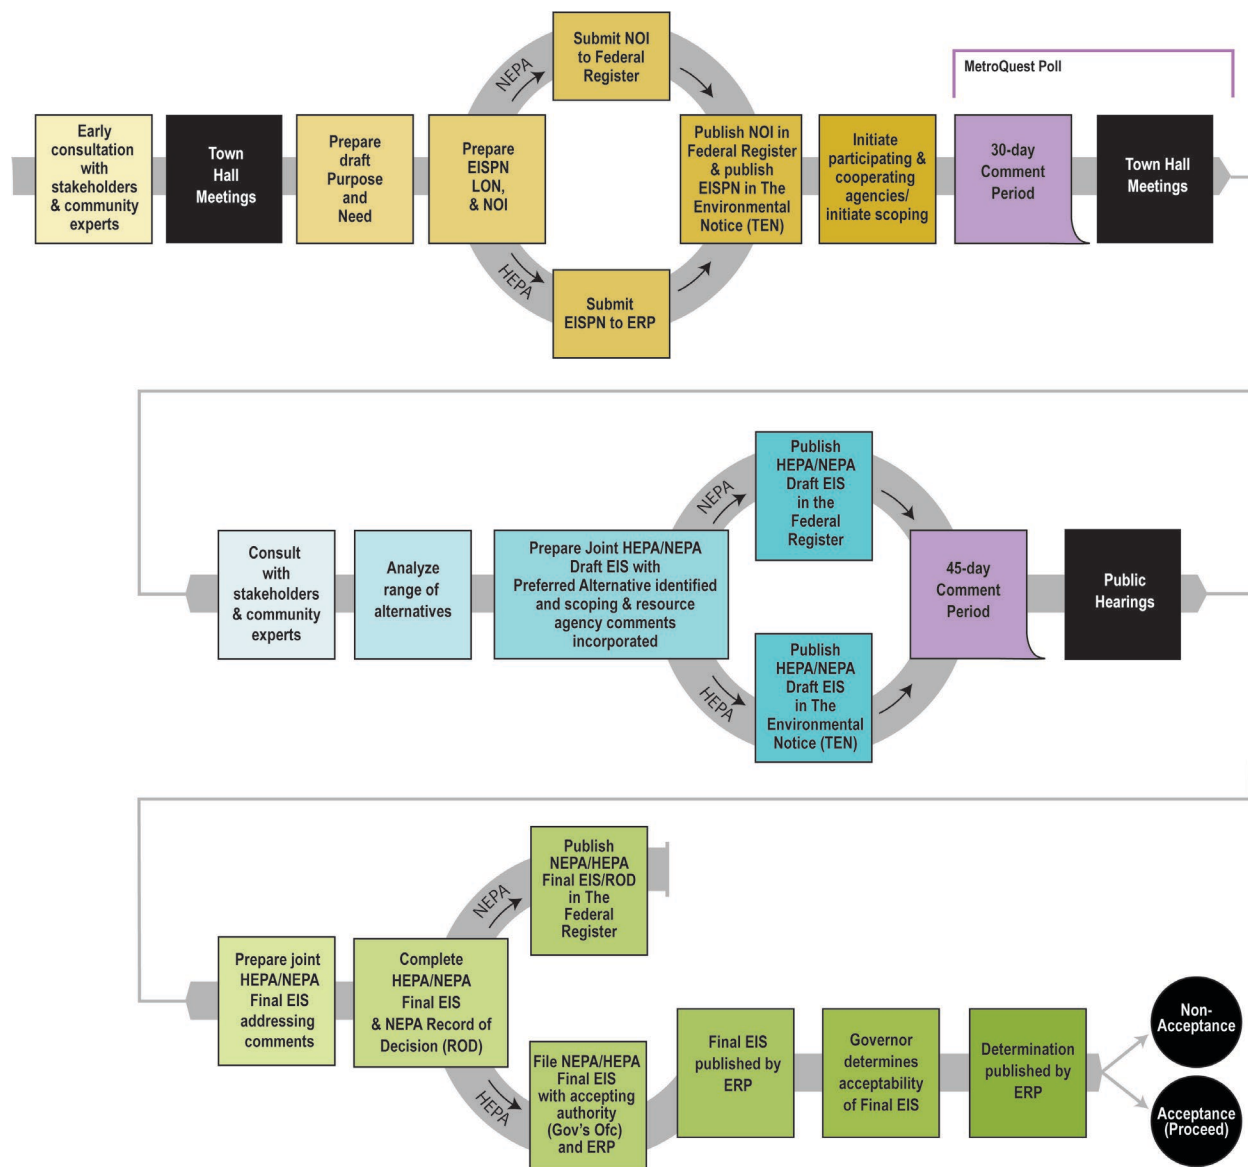 MetroQuest Poll
Early
consultation
with
stakeholders
& community
experts
Town
Hall
Meetings
Prepare
draft
Purpose
and
Need
Prepare
EISPN
LON,
& NOI
NEPA
Submit NOI
to Federal
Register
HEPA
Submit
EISPN to ERP
Publish NOI in
Federal Register
& publish
EISPN in The
Environmental
Notice (TEN)
Initiate
participating &
cooperating
agencies/
initiate scoping
30-day
Comment
Period
Town Hall
Meetings
Consult
with
stakeholders
& community
experts
Analyze
range of
alternatives
Prepare Joint HEPA/NEPA
Draft EIS with
Preferred Alternative identified
and scoping & resource
agency comments
incorporated
NEPA
Publish
HEPA/NEPA
Draft EIS
in the
Federal
Register
HEPA
Publish
HEPA/NEPA
Draft EIS
in The
Environmental
Notice (TEN)
45-day
Comment
Period
Public
Hearings
Prepare joint
HEPA/NEPA
Final EIS
addressing
comments
Complete
HEPA/NEPA
Final EIS
& NEPA Record of
Decision (ROD)
NEPA
Publish
NEPA/HEPA
Final EIS/ROD
in The
Federal
Register
HEPA
File NEPA/HEPA
Final EIS
with accepting
authority
(Gov's Ofc)
and ERP
Final EIS
published by
ERP
Governor
determines
acceptability
of Final EIS
Determination
published by
ERP
Non-
Acceptance
Acceptance
(Proceed)